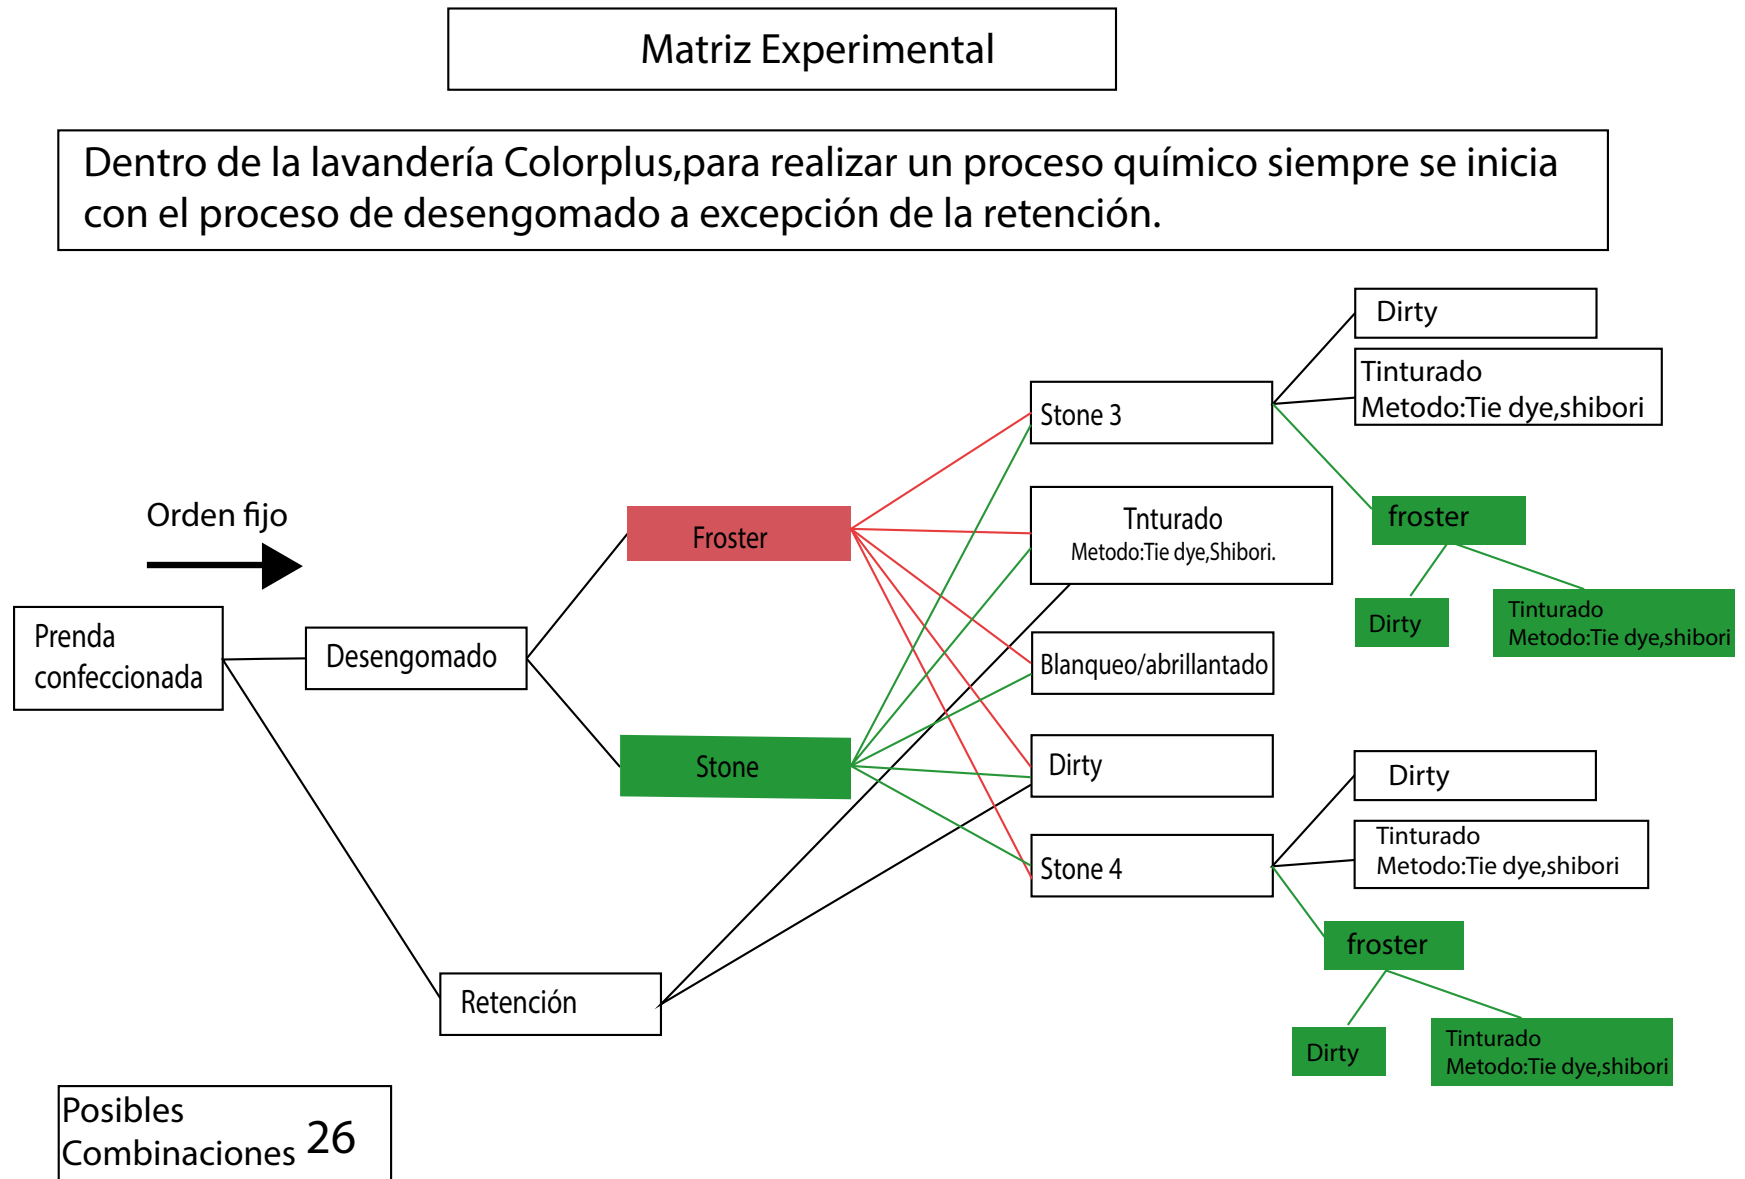 Matriz Experimental
Dentro de la lavandería Colorplus,para realizar un proceso químico siempre se inicia
con el proceso de desengomado a excepción de la retención.
Orden fijo
Prenda
confeccionada
Desengomado
Retención
Froster
Stone
Stone 3
Tnturado
Metodo:Tie dye,Shibori.
Blanqueo/abrillantado
Dirty
Stone 4
Dirty
Tinturado
Metodo:Tie dye,shibori
froster
Dirty
Tinturado
Metodo:Tie dye,shibori
Dirty
Tinturado
Metodo:Tie dye,shibori
froster
Dirty
Tinturado
Metodo:Tie dye,shibori
Posibles
Combinaciones 26